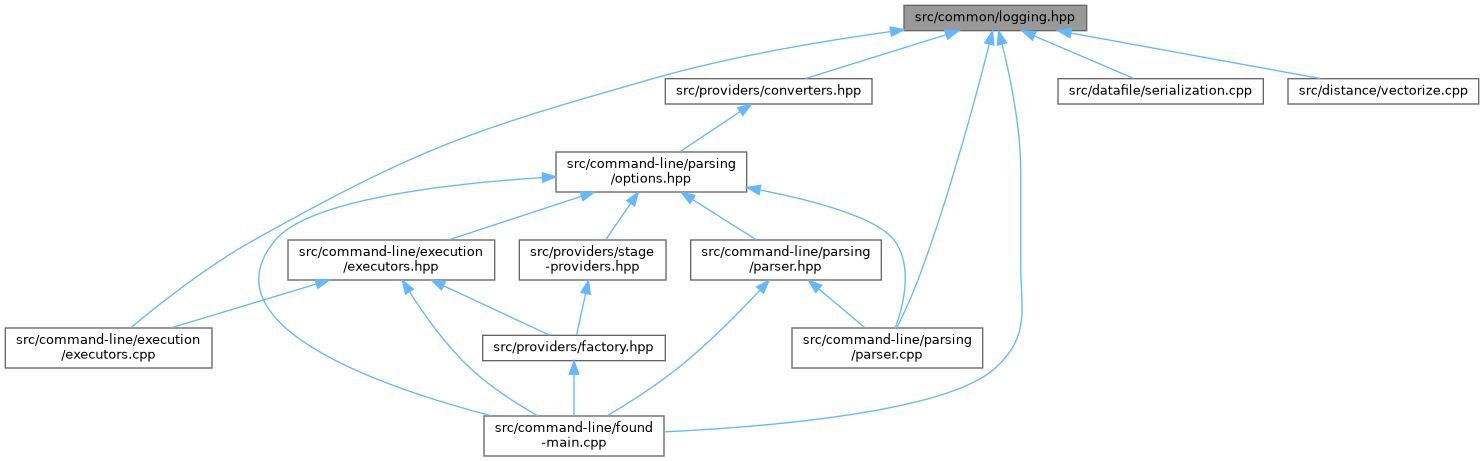 src/common/logging.hpp
src/providers/converters.hpp
src/datafile/serialization.cpp
src/distance/vectorize.cpp
src/command-line/parsing
/options.hpp
src/command-line/execution
/executors.hpp
src/providers/stage
-providers.hpp
src/command-line/parsing
/parser.hpp
src/command-line/execution
/executors.cpp
src/providers/factory.hpp
src/command-line/parsing
/parser.cpp
src/command-line/found
-main.cpp